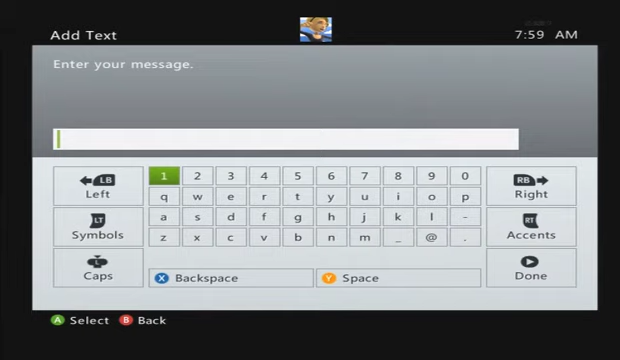 Add Text
7:59 AM
Enter your message.
LB
Left
1 2 3 4 5 6 7 8 9 0
RB
Right
q w e r t y u i o p
LT
Symbols
a s d f g h j k l -
RT
Accents
z x c v b n m _ @ .
L
Caps
X Backspace
Y Space
Done
A Select B Back